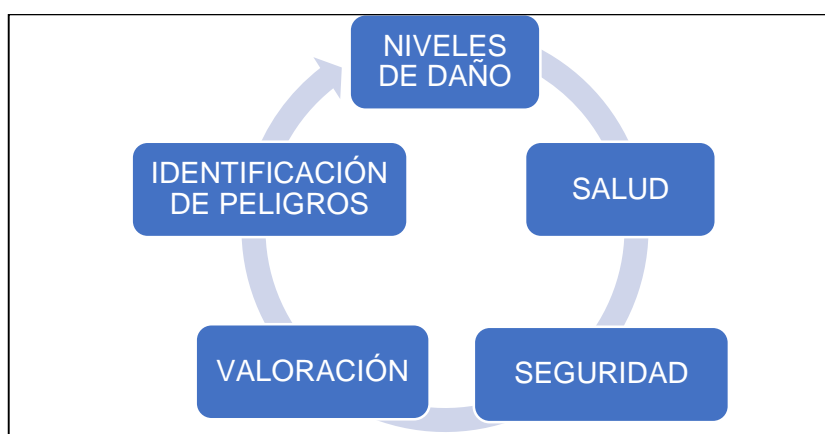 NIVELES
DE DAÑO
SALUD
SEGURIDAD
VALORACIÓN
IDENTIFICACIÓN
DE PELIGROS